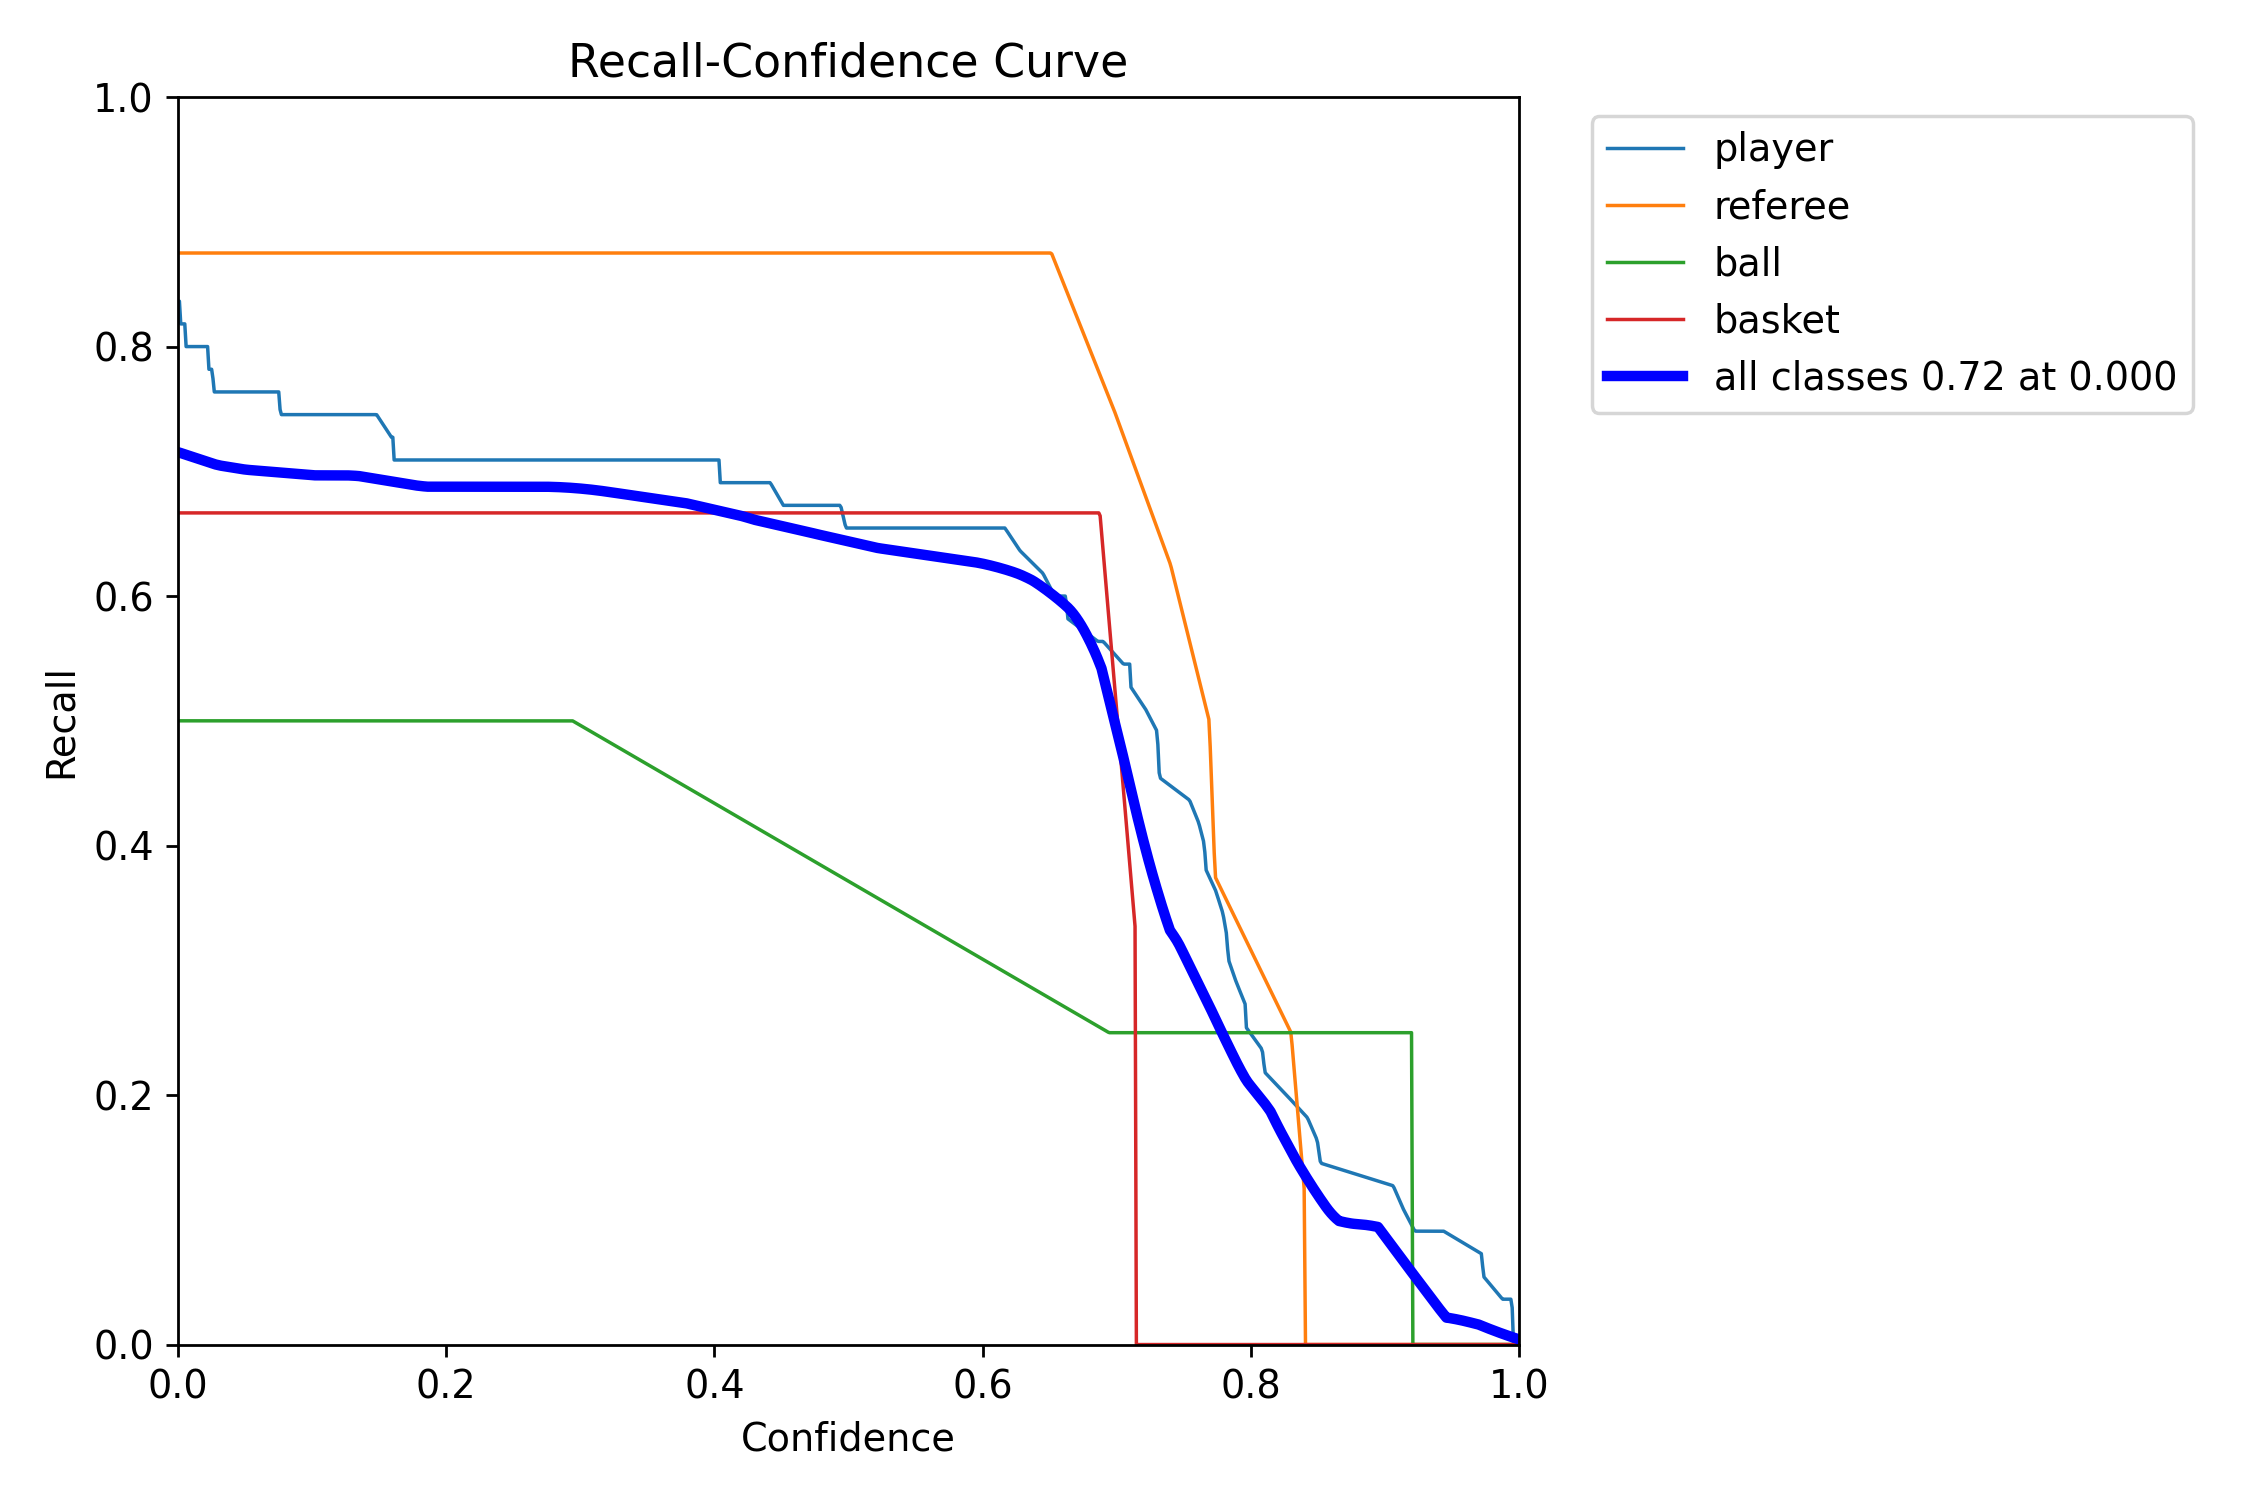 Recall-Confidence Curve
1.0
0.8
0.6
0.4
0.2
0.0
Recall
0.0 0.2 0.4 0.6 0.8 1.0
Confidence
player
referee
ball
basket
all classes 0.72 at 0.000